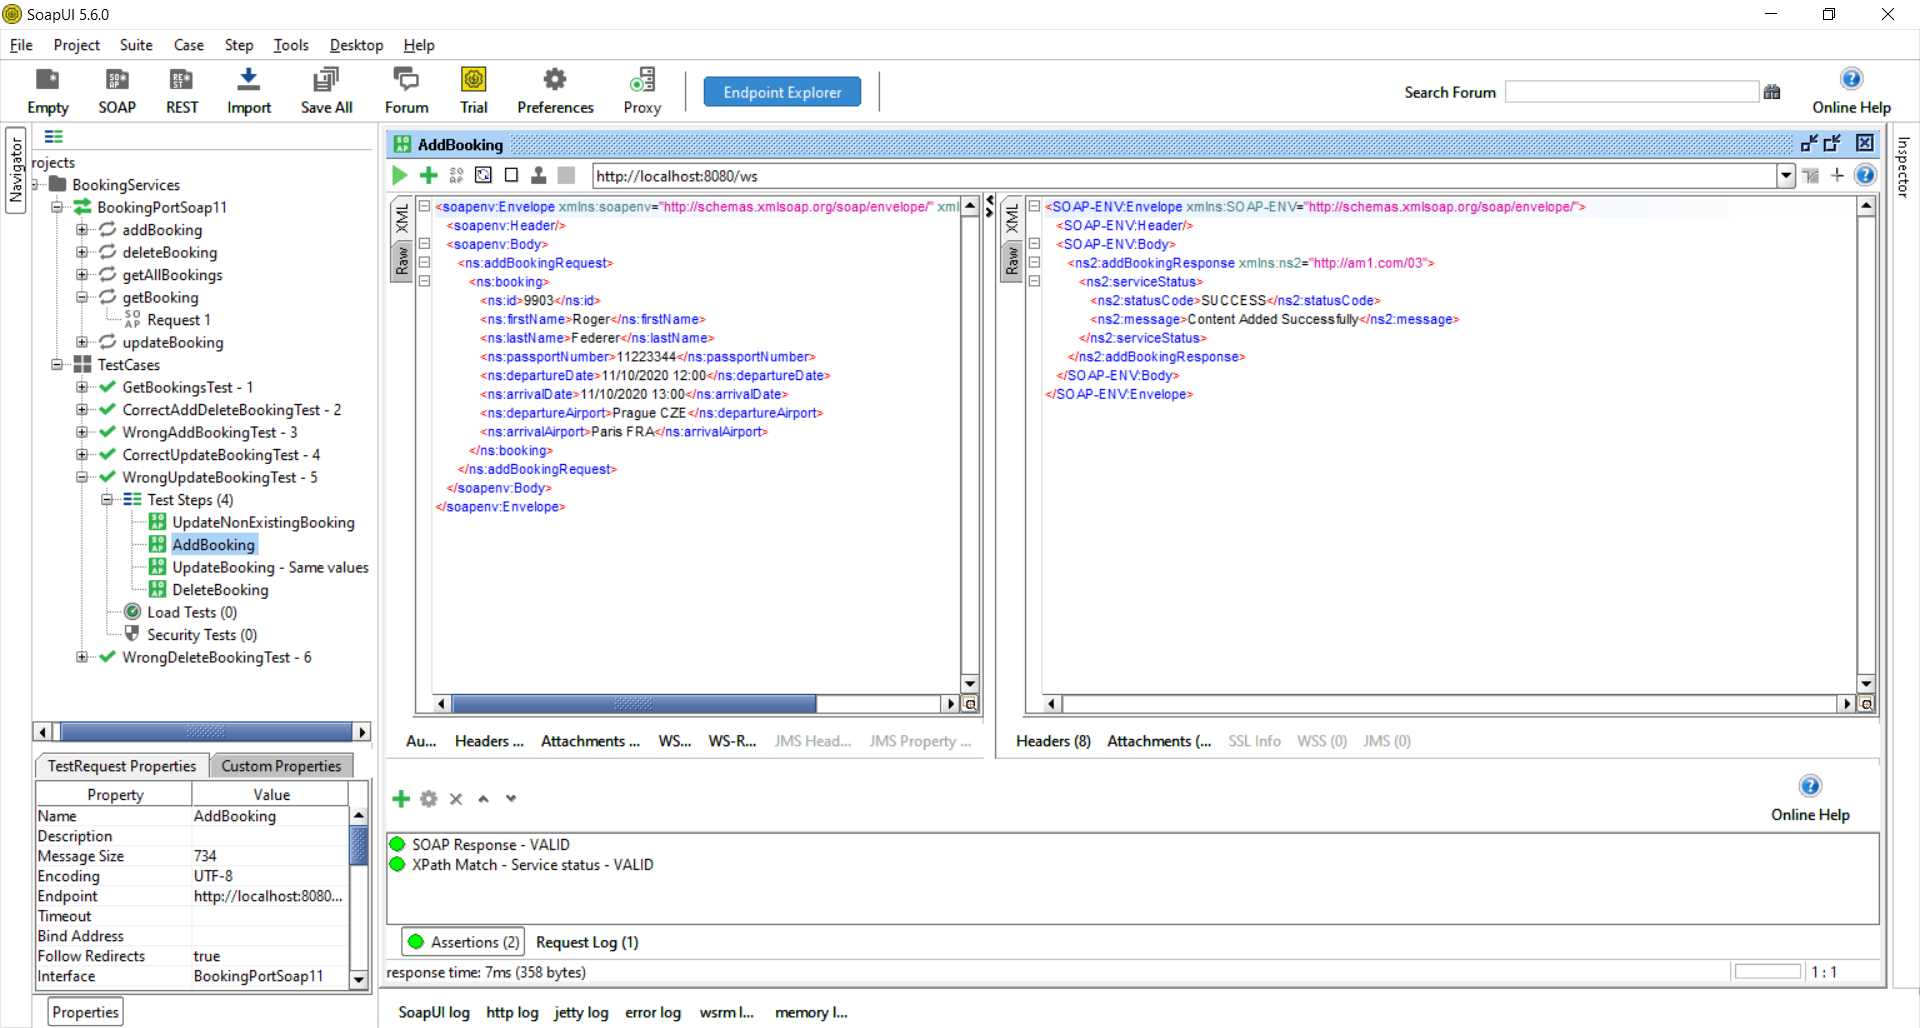 SoapUI 5.6.0
File Project Suite Case Step Tools Desktop Help
Empty SOAP REST Import Save All Forum Trial Preferences Proxy Endpoint Explorer Search Forum Online Help
Navigator
rojects
BookingServices
BookingPortSoap11
addBooking
deleteBooking
getAllBookings
getBooking
Request 1
updateBooking
TestCases
GetBookingsTest - 1
CorrectAddDeleteBookingTest - 2
WrongAddBookingTest - 3
CorrectUpdateBookingTest - 4
WrongUpdateBookingTest - 5
Test Steps (4)
UpdateNonExistingBooking
AddBooking
UpdateBooking - Same values
DeleteBooking
Load Tests (0)
Security Tests (0)
WrongDeleteBookingTest - 6
TestRequest Properties Custom Properties
Property Value
Name AddBooking
Description
Message Size 734
Encoding UTF-8
Endpoint http://localhost:8080...
Timeout
Bind Address
Follow Redirects true
Interface BookingPortSoap11
Properties
AddBooking
http://localhost:8080/ws
XML
Raw
<soapenv:Envelope xmlns:soapenv="http://schemas.xmlsoap.org/soap/envelope/" xml
<soapenv:Header/>
<soapenv:Body>
<ns:addBookingRequest>
<ns:booking>
<ns:id>9903</ns:id>
<ns:firstName>Roger</ns:firstName>
<ns:lastName>Federer</ns:lastName>
<ns:passportNumber>11223344</ns:passportNumber>
<ns:departureDate>11/10/2020 12:00</ns:departureDate>
<ns:arrivalDate>11/10/2020 13:00</ns:arrivalDate>
<ns:departureAirport>Prague CZE</ns:departureAirport>
<ns:arrivalAirport>Paris FRA</ns:arrivalAirport>
</ns:booking>
</ns:addBookingRequest>
</soapenv:Body>
</soapenv:Envelope>
Au... Headers ... Attachments ... WS... WS-R... JMS Head... JMS Property ...
XML
Raw
<SOAP-ENV:Envelope xmlns:SOAP-ENV="http://schemas.xmlsoap.org/soap/envelope/">
<SOAP-ENV:Header/>
<SOAP-ENV:Body>
<ns2:addBookingResponse xmlns:ns2="http://am1.com/03">
<ns2:serviceStatus>
<ns2:statusCode>SUCCESS</ns2:statusCode>
<ns2:message>Content Added Successfully</ns2:message>
</ns2:serviceStatus>
</ns2:addBookingResponse>
</SOAP-ENV:Body>
</SOAP-ENV:Envelope>
Headers (8) Attachments (... SSL Info WSS (0) JMS (0)
Inspector
Online Help
SOAP Response - VALID
XPath Match - Service status - VALID
Assertions (2) Request Log (1)
response time: 7ms (358 bytes) 1 : 1
SoapUI log http log jetty log error log wsrm l... memory l...